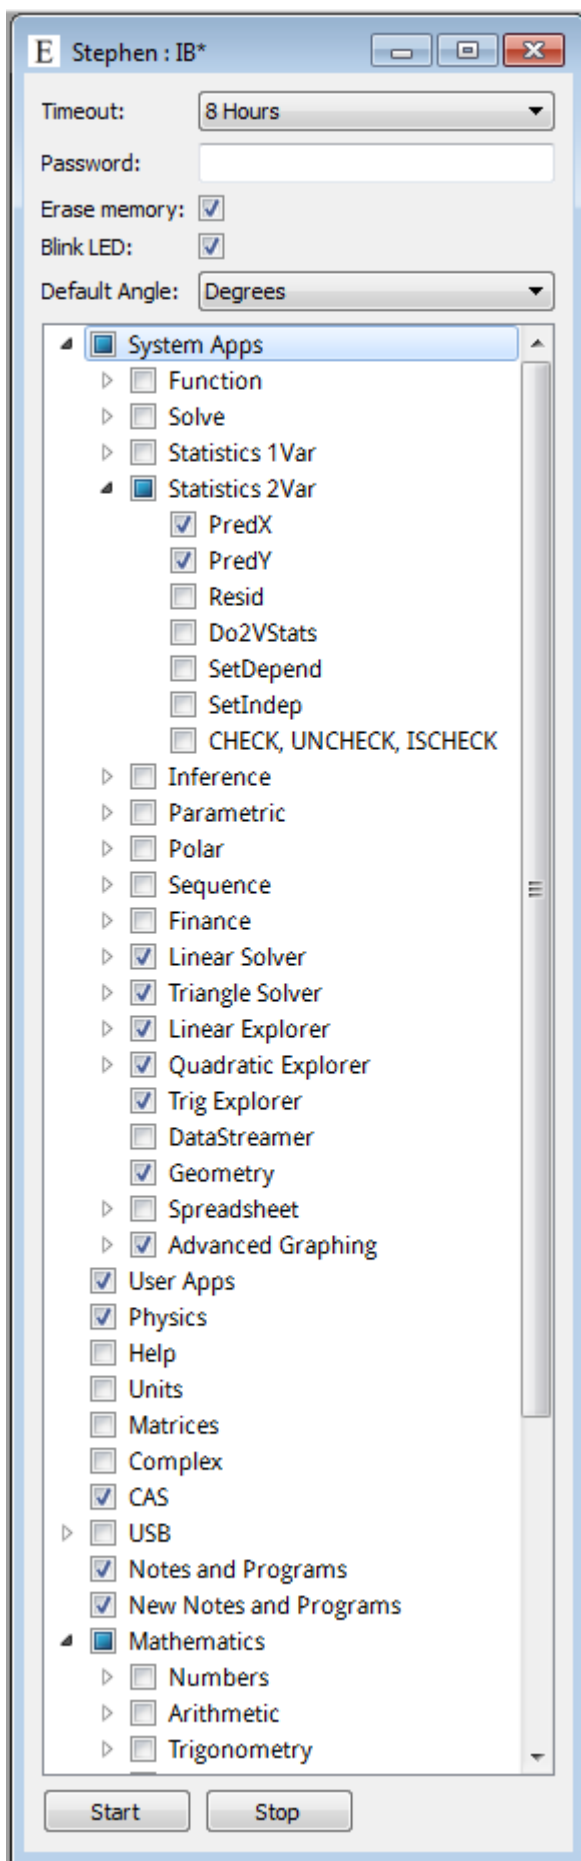 E Stephen : IB*
Timeout: 8 Hours
Password:
Erase memory:
Blink LED:
Default Angle: Degrees
System Apps
Function
Solve
Statistics 1Var
Statistics 2Var
PredX
PredY
Resid
Do2VStats
SetDepend
SetIndep
CHECK, UNCHECK, ISCHECK
Inference
Parametric
Polar
Sequence
Finance
Linear Solver
Triangle Solver
Linear Explorer
Quadratic Explorer
Trig Explorer
DataStreamer
Geometry
Spreadsheet
Advanced Graphing
User Apps
Physics
Help
Units
Matrices
Complex
CAS
USB
Notes and Programs
New Notes and Programs
Mathematics
Numbers
Arithmetic
Trigonometry
Start Stop